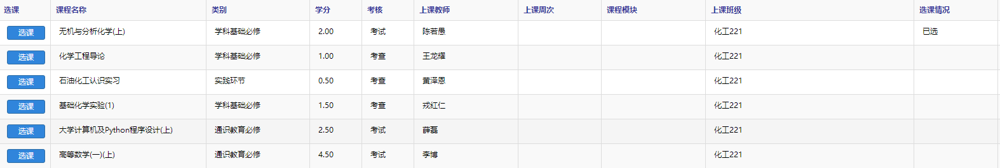 选课 课程名称 类别 学分 考核 上课教师 上课周次 课程模块 上课班级 选课情况
选课 无机与分析化学(上) 学科基础必修 2.00 考试 陈若愚 化工221 已选
选课 化学工程导论 学科基础必修 1.00 考查 王龙耀 化工221
选课 石油化工认识实习 实践环节 0.50 考查 黄泽恩 化工221
选课 基础化学实验(1) 学科基础必修 1.50 考查 戎红仁 化工221
选课 大学计算机及Python程序设计(上) 通识教育必修 2.50 考试 薛磊 化工221
选课 高等数学(一)(上) 通识教育必修 4.50 考试 李博 化工221